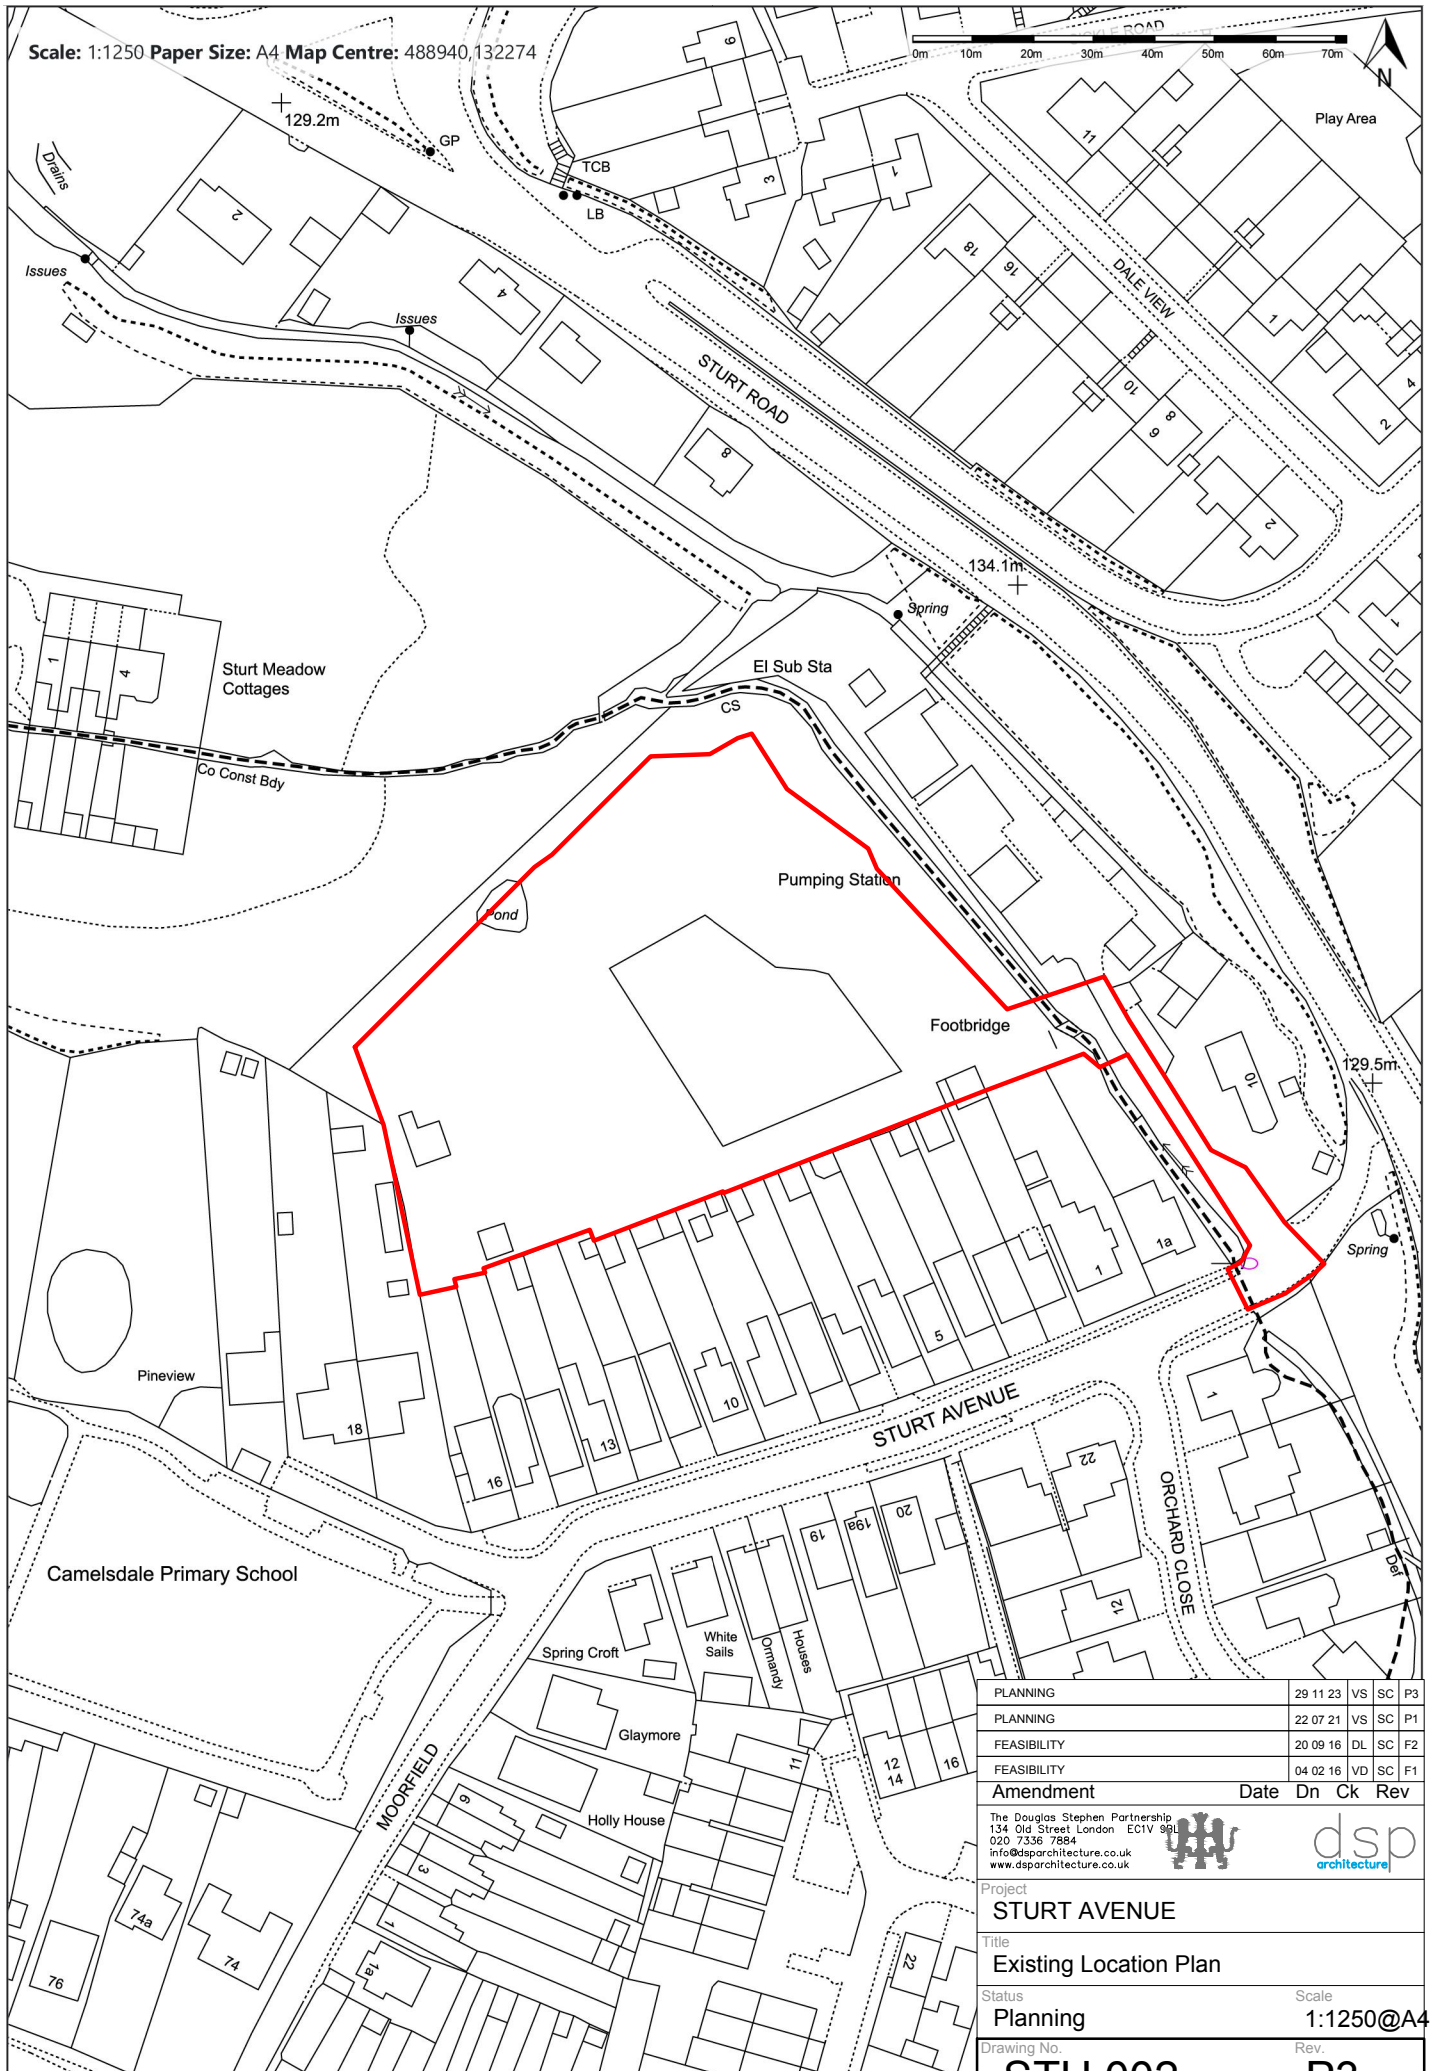 Scale: 1:1250 Paper Size: A4 Map Centre: 488940,132274
0m 10m 20m 30m 40m 50m 60m 70m
N
129.2m
GP
TCB
LB
Drains
Issues
Issues
2
4
8
9
3
1
11
Play Area
18
16
DALE VIEW
10
8
6
2
1
4
2
1
STURT ROAD
134.1m
Spring
El Sub Sta
CS
1
4
Sturt Meadow
Cottages
Co Const Bdy
Pond
Pumping Station
Footbridge
10
129.5m
Spring
1a
1
5
10
13
16
18
Pineview
STURT AVENUE
Camelsdale Primary School
22
1
ORCHARD CLOSE
12
Def
19
19a
20
Spring Croft
White
Sails
Ormandy
Houses
Glaymore
Holly House
11
12
14
16
MOORFIELD
9
3
1
1a
22
74a
74
76
PLANNING 29 11 23 VS SC P3
PLANNING 22 07 21 VS SC P1
FEASIBILITY 20 09 16 DL SC F2
FEASIBILITY 04 02 16 VD SC F1
Amendment Date Dn Ck Rev
The Douglas Stephen Partnership
134 Old Street London EC1V 9BL
020 7336 7884
info@dsparchitecture.co.uk
www.dsparchitecture.co.uk
dsp
architecture
Project
STURT AVENUE
Title
Existing Location Plan
Status Scale
Planning 1:1250@A4
Drawing No. Rev.